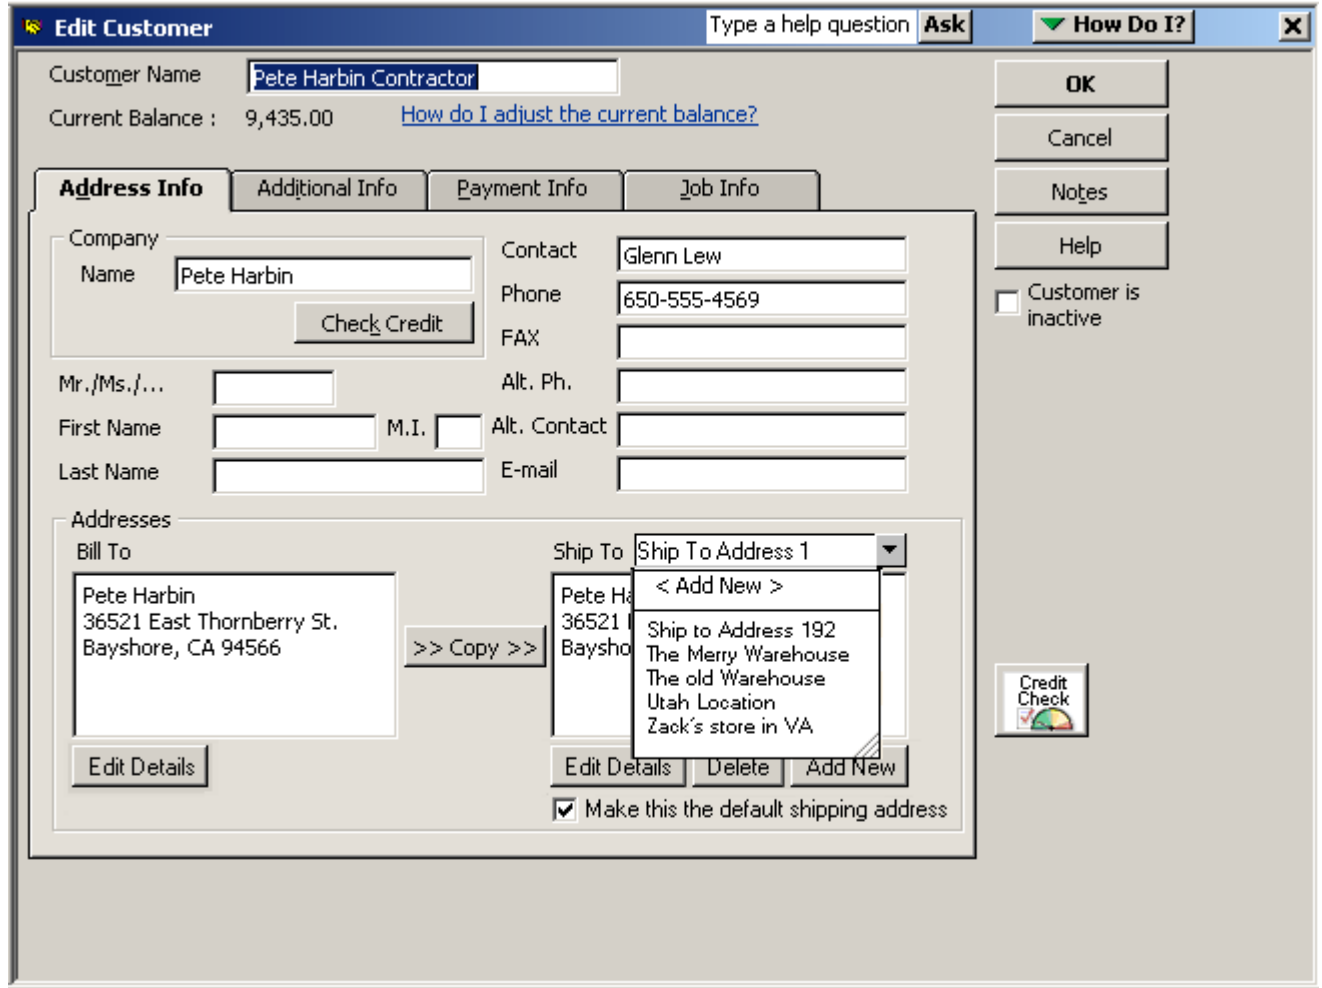 Edit Customer
Type a help question Ask
How Do I?
Customer Name Pete Harbin Contractor
Current Balance : 9,435.00 How do I adjust the current balance?
OK
Cancel
Notes
Help
Customer is
inactive
Address Info Additional Info Payment Info Job Info
Company
Name Pete Harbin
Check Credit
Mr./Ms./...
First Name M.I.
Last Name
Contact Glenn Lew
Phone 650-555-4569
FAX
Alt. Ph.
Alt. Contact
E-mail
Addresses
Bill To
Pete Harbin
36521 East Thornberry St.
Bayshore, CA 94566
Edit Details
>> Copy >>
Ship To Ship To Address 1
< Add New >
Ship to Address 192
The Merry Warehouse
The old Warehouse
Utah Location
Zack's store in VA
Pete
36521
Edit Details Delete Add New
Make this the default shipping address
Credit
Check